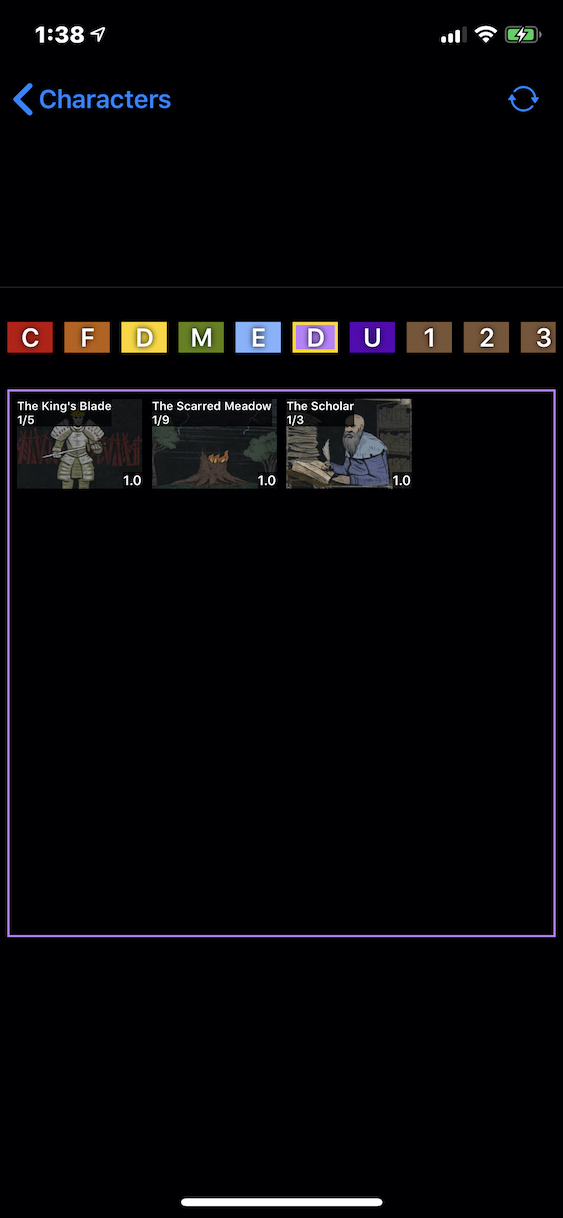 1:38
Characters
C F D M E D U 1 2 3
The King's Blade
1/5
1.0
The Scarred Meadow
1/9
1.0
The Scholar
1/3
1.0